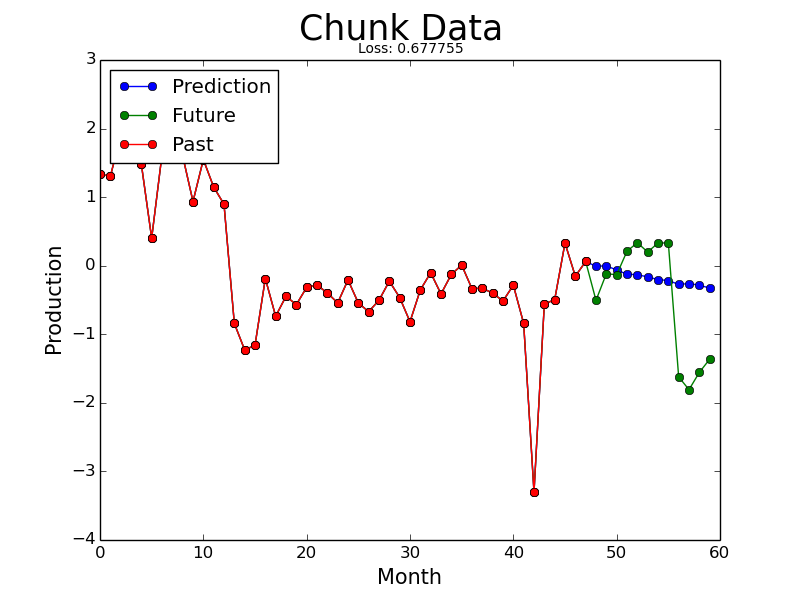 Chunk Data
Loss: 0.677755
Prediction
Future
Past
3
2
1
0
−1
−2
−3
−4
Production
0 10 20 30 40 50 60
Month